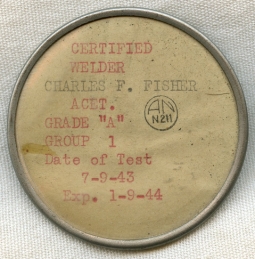 CERTIFIED
WELDER
CHARLES F. FISHER
ACET.
GRADE "A"
AN
N211
GROUP 1
Date of Test
7-9-43
Exp. 1-9-44